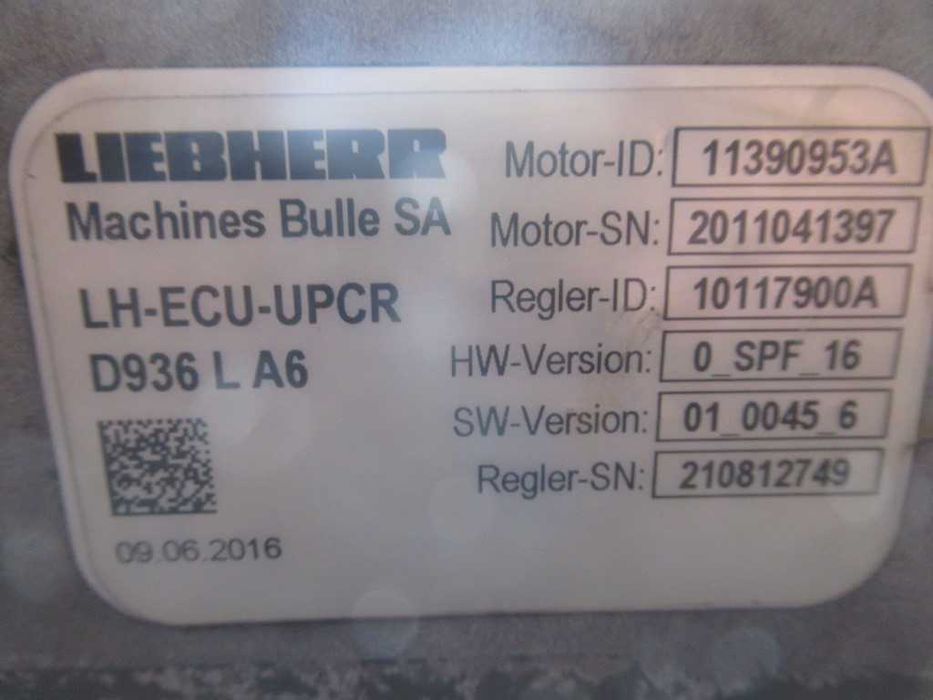 LIEBHERR
Machines Bulle SA
LH-ECU-UPCR
D936 L A6
09.06.2016
Motor-ID: 11390953A
Motor-SN: 2011041397
Regler-ID: 10117900A
HW-Version: 0_SPF_16
SW-Version: 01_0045_6
Regler-SN: 210812749